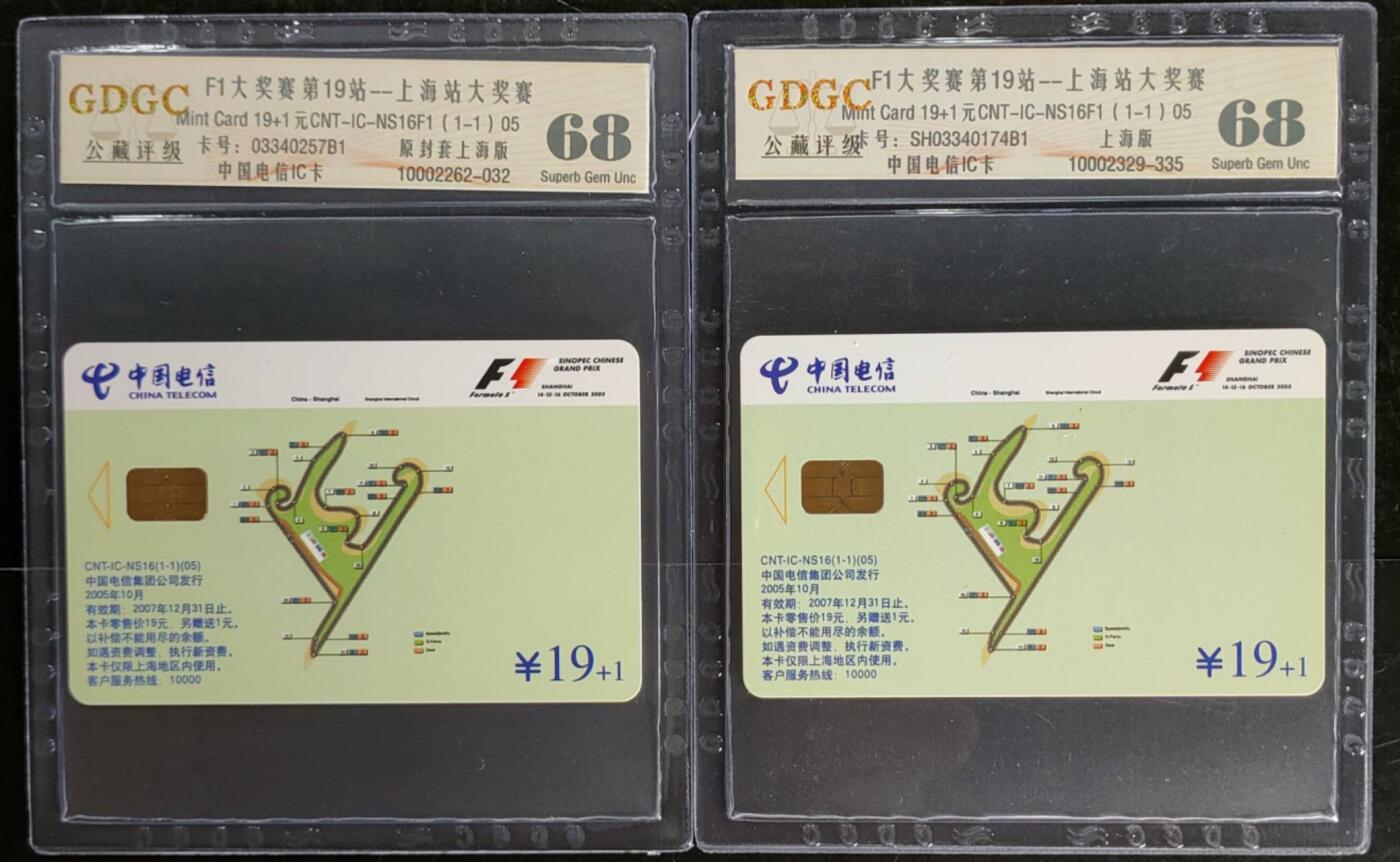 GDGC
公藏评级
F1大奖赛第19站--上海站大奖赛
Mint Card 19+1元CNT-IC-NS16F1（1-1）05
卡号：03340257B1 原封套上海版
中国电信IC卡 10002262-032
68
Superb Gem Unc
中国电信
CHINA TELECOM
F1
Formula 1
SINOPEC CHINESE
GRAND PRIX
SHANGHAI
14-15-16 OCTOBER 2005
China - Shanghai
Shanghai International Circuit
CNT-IC-NS16(1-1)(05)
中国电信集团公司发行
2005年10月
有效期：2007年12月31日止。
本卡零售价19元，另赠送1元。
以补偿不能用尽的余额。
如遇资费调整，执行新资费。
本卡仅限上海地区内使用。
客户服务热线：10000
¥19+1
GDGC
公藏评级
F1大奖赛第19站--上海站大奖赛
Mint Card 19+1元CNT-IC-NS16F1（1-1）05
卡号：SH03340174B1 上海版
中国电信IC卡 10002329-335
68
Superb Gem Unc
中国电信
CHINA TELECOM
F1
Formula 1
SINOPEC CHINESE
GRAND PRIX
SHANGHAI
14-15-16 OCTOBER 2005
China - Shanghai
Shanghai International Circuit
CNT-IC-NS16(1-1)(05)
中国电信集团公司发行
2005年10月
有效期：2007年12月31日止。
本卡零售价19元，另赠送1元。
以补偿不能用尽的余额。
如遇资费调整，执行新资费。
本卡仅限上海地区内使用。
客户服务热线：10000
¥19+1